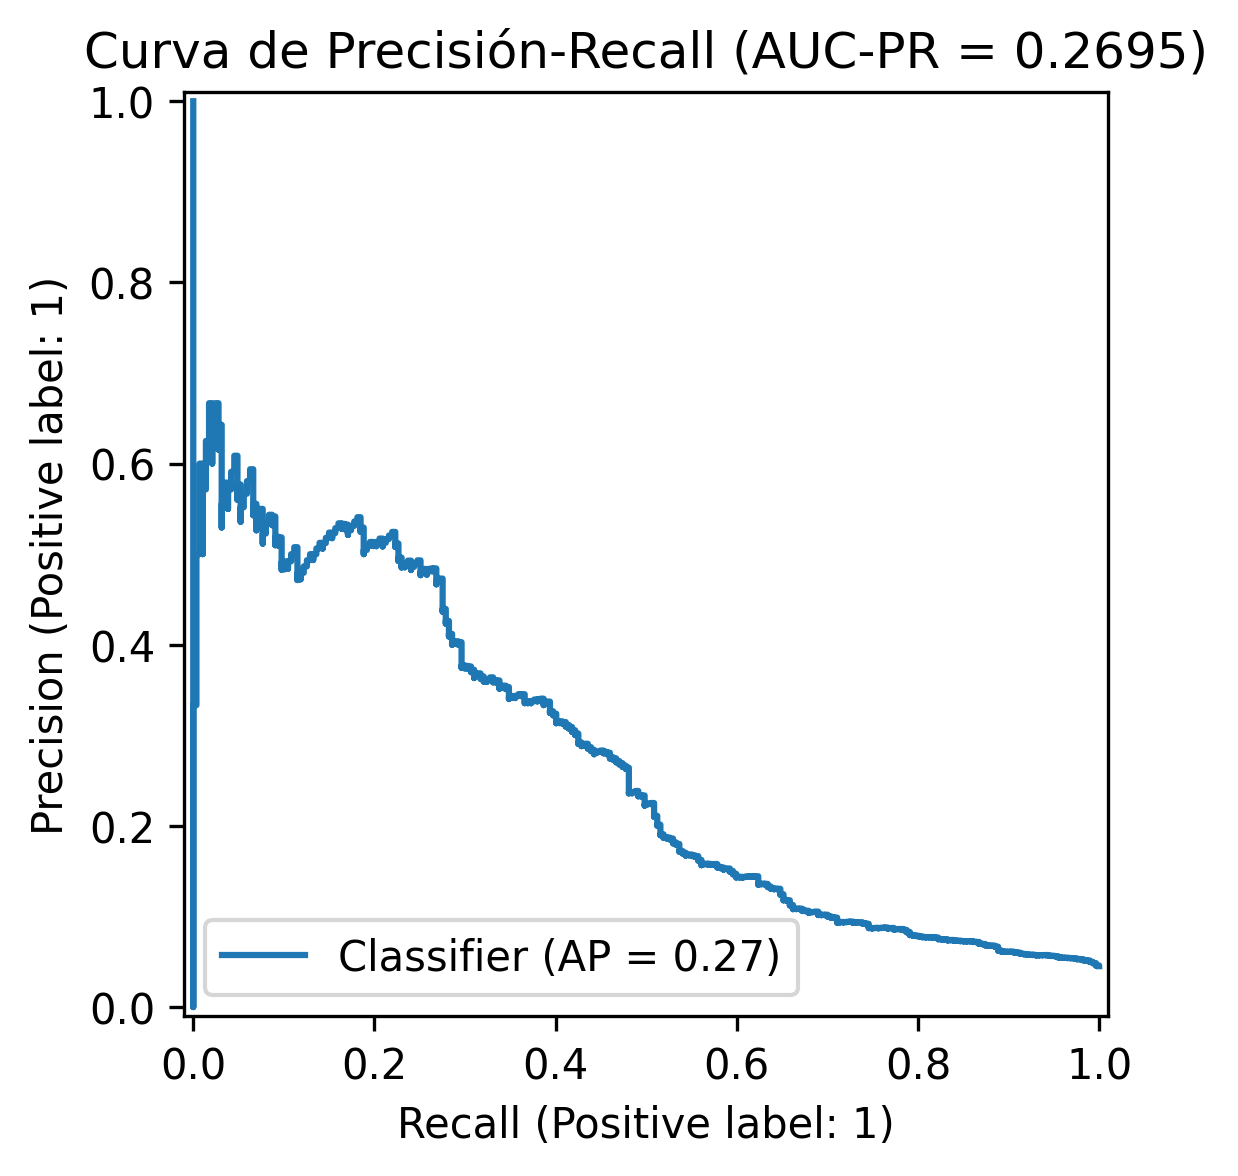 Curva de Precisión-Recall (AUC-PR = 0.2695)
1.0
0.8
0.6
0.4
0.2
0.0
Precision (Positive label: 1)
Classifier (AP = 0.27)
0.0 0.2 0.4 0.6 0.8 1.0
Recall (Positive label: 1)